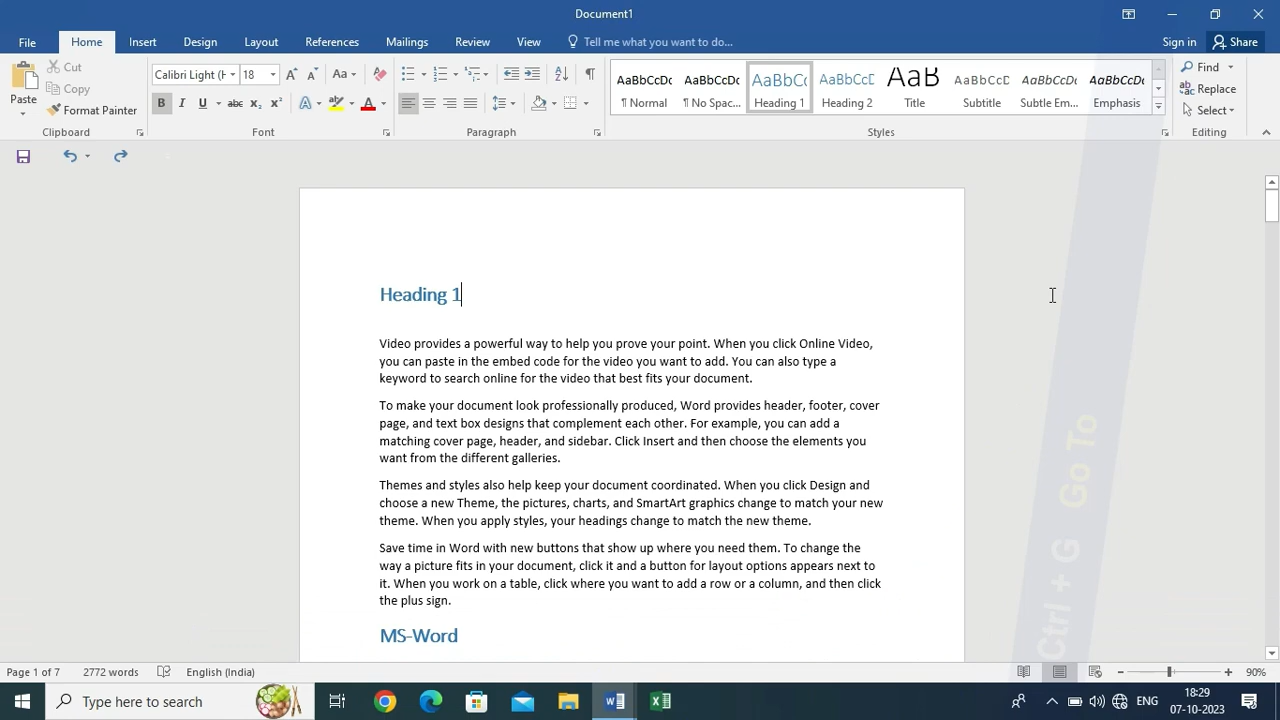 Document1
File Home Insert Design Layout References Mailings Review View Tell me what you want to do... Sign in Share
Cut
Copy
Format Painter
Paste
Clipboard
Calibri Light (H 18
Aa
B I U abc x₂ x² A ab A
Font
Paragraph
AaBbCcDc AaBbCcDc AaBbCc AaBbCcD AaB AaBbCcD AaBbCcDc AaBbCcDc
¶ Normal ¶ No Spac... Heading 1 Heading 2 Title Subtitle Subtle Em... Emphasis
Styles
Find
Replace
Select
Editing
Heading 1
Video provides a powerful way to help you prove your point. When you click Online Video,
you can paste in the embed code for the video you want to add. You can also type a
keyword to search online for the video that best fits your document.
To make your document look professionally produced, Word provides header, footer, cover
page, and text box designs that complement each other. For example, you can add a
matching cover page, header, and sidebar. Click Insert and then choose the elements you
want from the different galleries.
Themes and styles also help keep your document coordinated. When you click Design and
choose a new Theme, the pictures, charts, and SmartArt graphics change to match your new
theme. When you apply styles, your headings change to match the new theme.
Save time in Word with new buttons that show up where you need them. To change the
way a picture fits in your document, click it and a button for layout options appears next to
it. When you work on a table, click where you want to add a row or a column, and then click
the plus sign.
MS-Word
Ctrl + G Go To
Page 1 of 7 2772 words English (India) 90%
Type here to search
ENG
18:29
07-10-2023